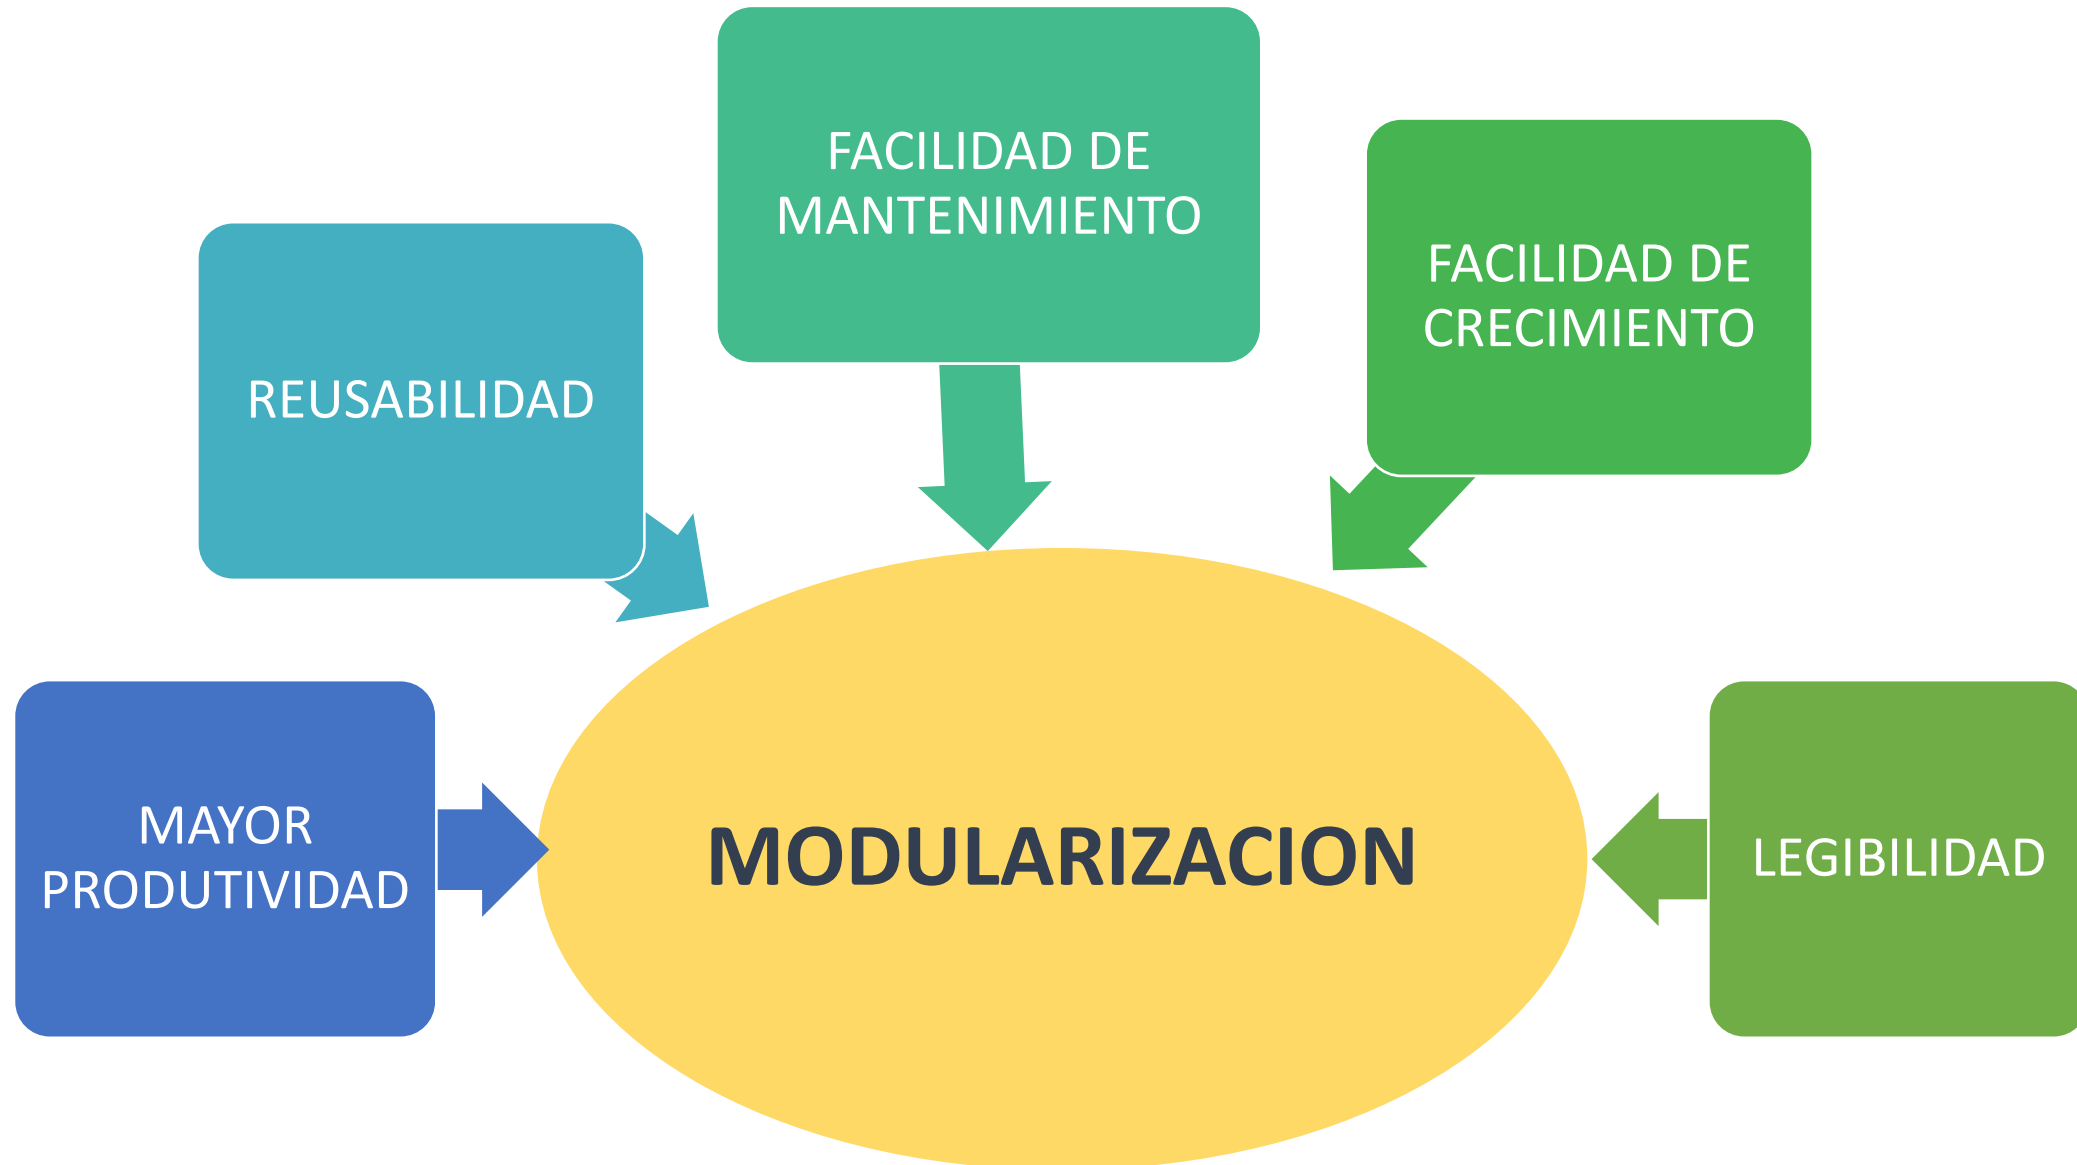 FACILIDAD DE
MANTENIMIENTO
FACILIDAD DE
CRECIMIENTO
REUSABILIDAD
MAYOR
PRODUTIVIDAD
MODULARIZACION
LEGIBILIDAD